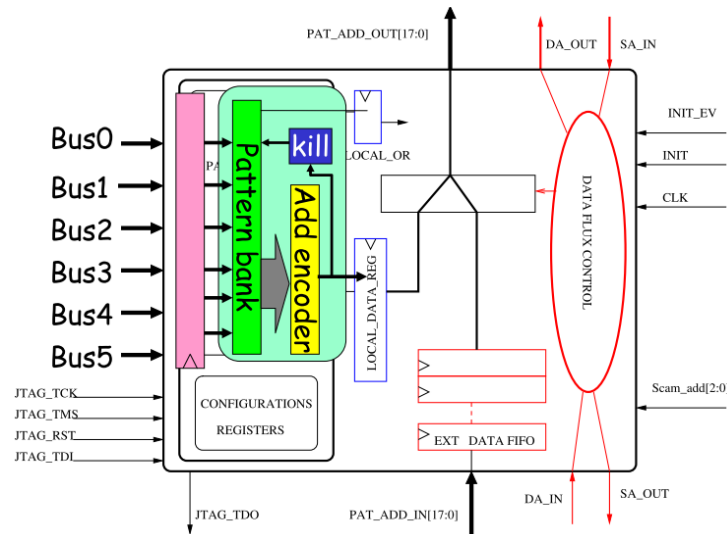 PAT_ADD_OUT[17:0]
DA_OUT
SA_IN
INIT_EV
Bus0
kill
LOCAL_OR
INIT
PA
Bus1
CLK
Bus2
Pattern bank
Add encoder
LOCAL_DATA_REG
DATA FLUX CONTROL
Bus3
Bus4
Bus5
JTAG_TCK
CONFIGURATIONS
REGISTERS
Scam_add[2:0]
JTAG_TMS
JTAG_RST
EXT DATA FIFO
JTAG_TDI
JTAG_TDO
PAT_ADD_IN[17:0]
DA_IN
SA_OUT